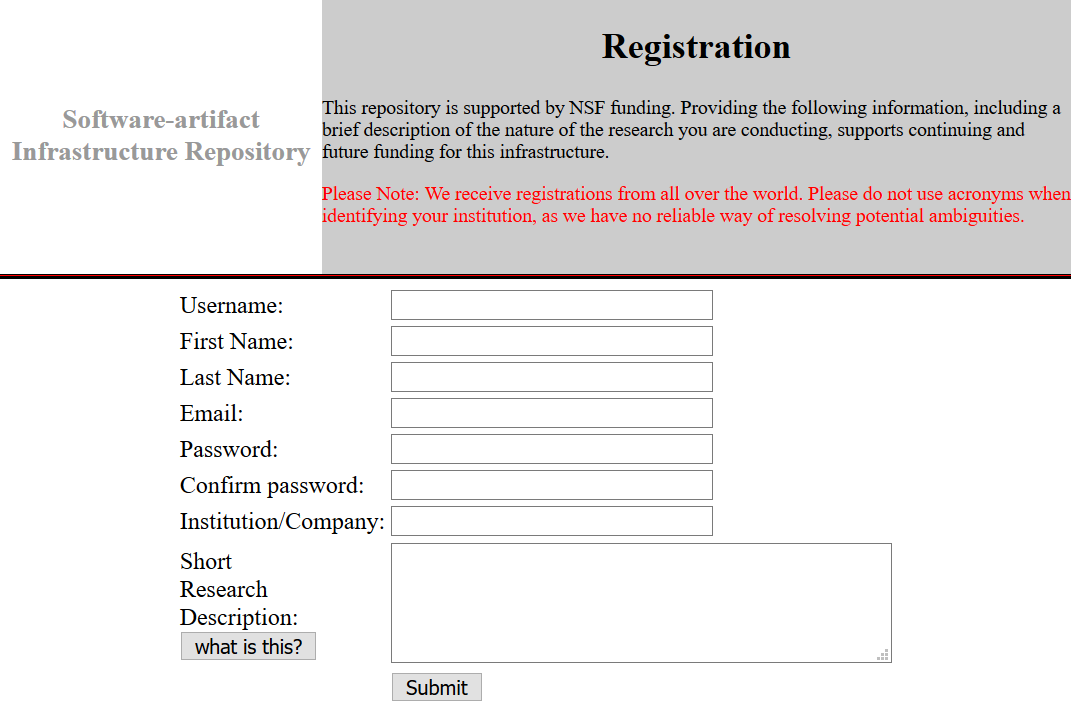 Software-artifact
Infrastructure Repository
Registration
This repository is supported by NSF funding. Providing the following information, including a
brief description of the nature of the research you are conducting, supports continuing and
future funding for this infrastructure.
Please Note: We receive registrations from all over the world. Please do not use acronyms when
identifying your institution, as we have no reliable way of resolving potential ambiguities.
Username:
First Name:
Last Name:
Email:
Password:
Confirm password:
Institution/Company:
Short
Research
Description:
what is this?
Submit